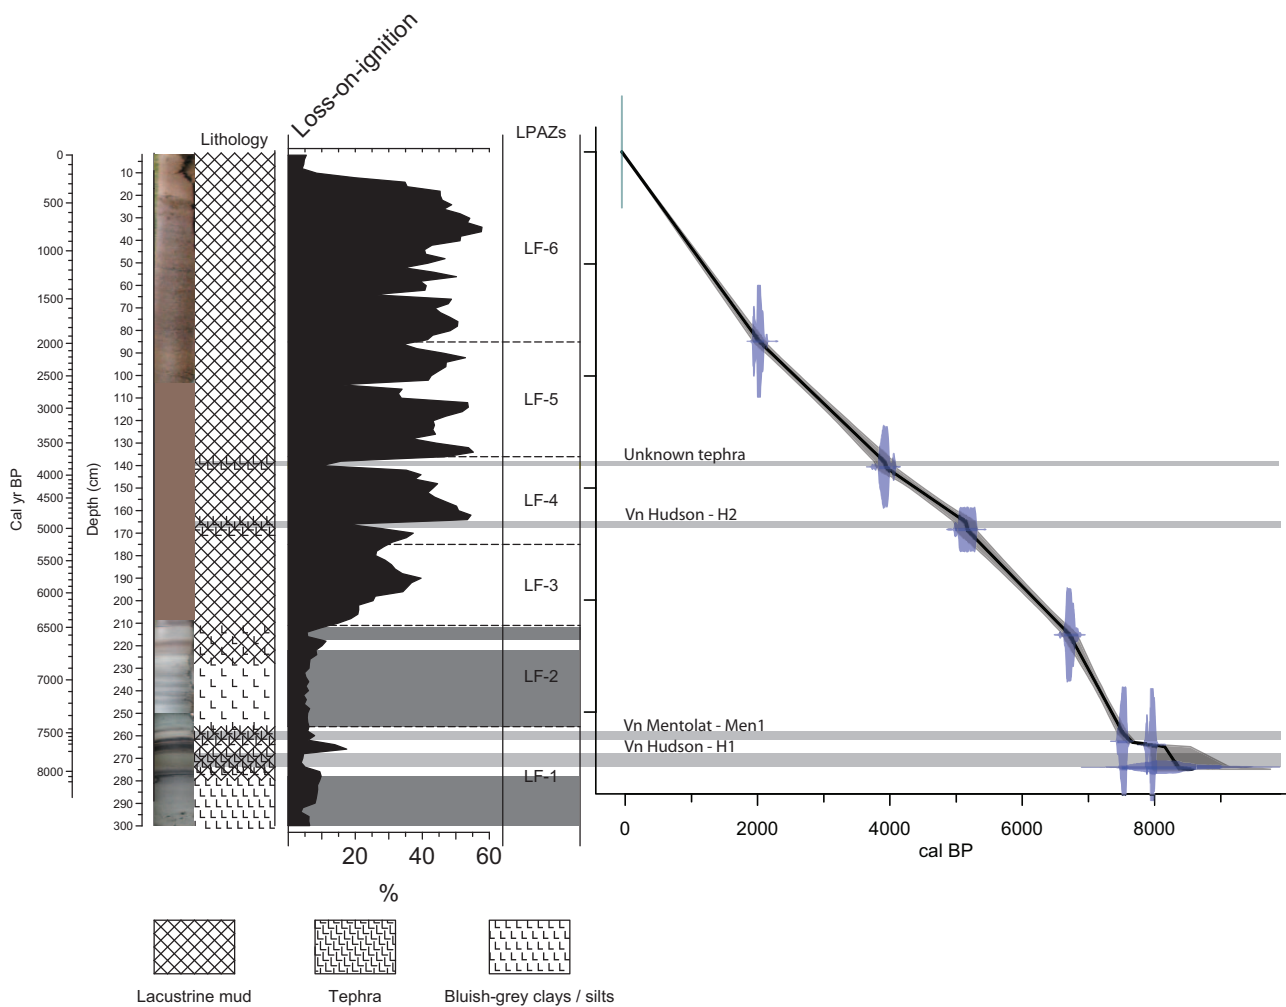 Loss-on-ignition
Lithology
LPAZs
Cal yr BP
0
500
1000
1500
2000
2500
3000
3500
4000
4500
5000
5500
6000
6500
7000
7500
8000
Depth (cm)
10
20
30
40
50
60
70
80
90
100
110
120
130
140
150
160
170
180
190
200
210
220
230
240
250
260
270
280
290
300
LF-6
LF-5
LF-4
LF-3
LF-2
LF-1
Unknown tephra
Vn Hudson - H2
Vn Mentolat - Men1
Vn Hudson - H1
20 40 60
%
0 2000 4000 6000 8000
cal BP
Lacustrine mud
Tephra
Bluish-grey clays / silts